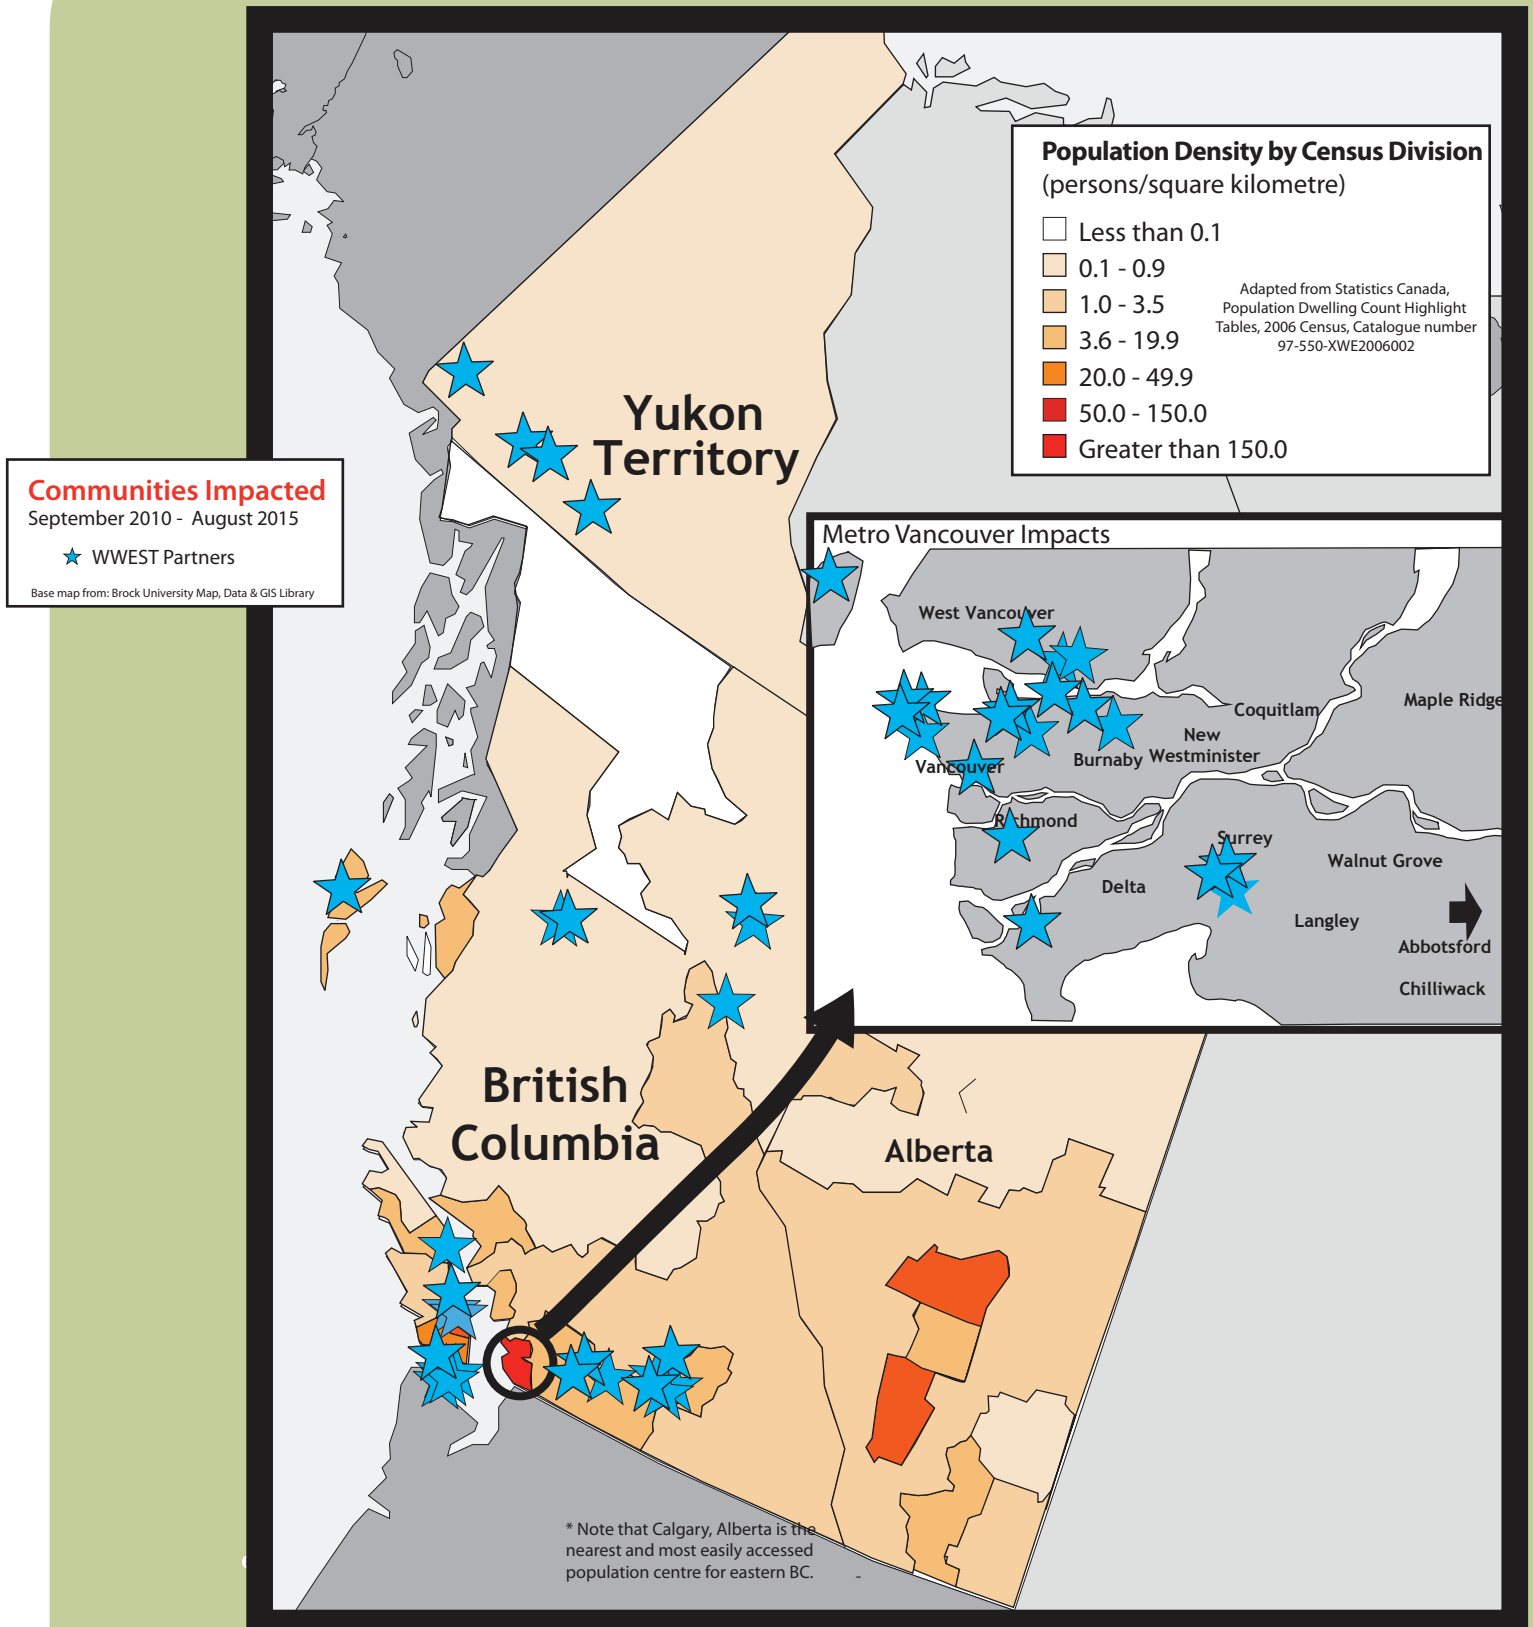 Population Density by Census Division
(persons/square kilometre)
Less than 0.1
0.1 - 0.9
1.0 - 3.5
3.6 - 19.9
20.0 - 49.9
50.0 - 150.0
Greater than 150.0
Adapted from Statistics Canada,
Population Dwelling Count Highlight
Tables, 2006 Census, Catalogue number
97-550-XWE2006002
Yukon
Territory
Communities Impacted
September 2010 - August 2015
WWEST Partners
Base map from: Brock University Map, Data & GIS Library
Metro Vancouver Impacts
West Vancouver
Coquitlam
Maple Ridge
New
Westminister
Burnaby
Vancouver
Richmond
Surrey
Walnut Grove
Delta
Langley
Abbotsford
Chilliwack
British
Columbia
Alberta
* Note that Calgary, Alberta is the
nearest and most easily accessed
population centre for eastern BC.
-